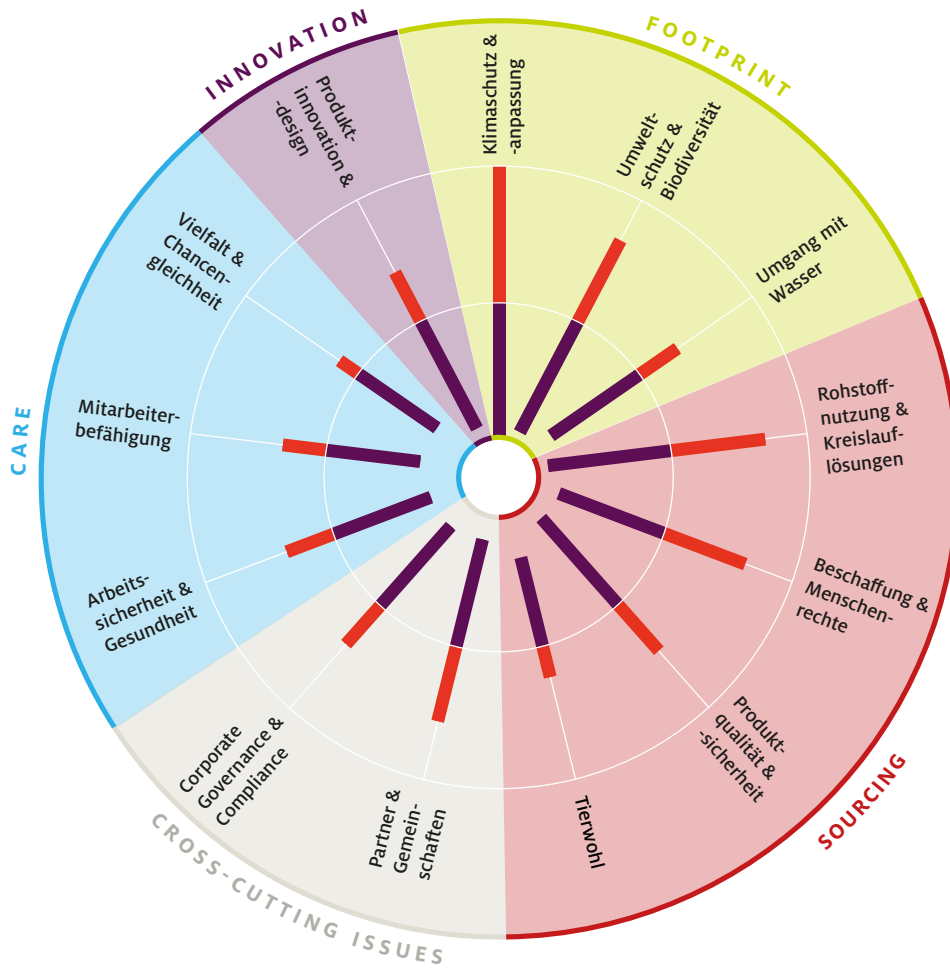 INNOVATION
Produkt-
innovation &
-design
FOOTPRINT
Klimaschutz &
-anpassung
Umwelt-
schutz &
Biodiversität
Umgang mit
Wasser
SOURCING
Rohstoff-
nutzung &
Kreislauf-
lösungen
Beschaffung &
Menschen-
rechte
Produkt-
qualität &
-sicherheit
Tierwohl
CROSS-CUTTING ISSUES
Partner &
Gemein-
schaften
Corporate
Governance &
Compliance
CARE
Arbeits-
sicherheit &
Gesundheit
Mitarbeiter-
befähigung
Vielfalt &
Chancen-
gleichheit